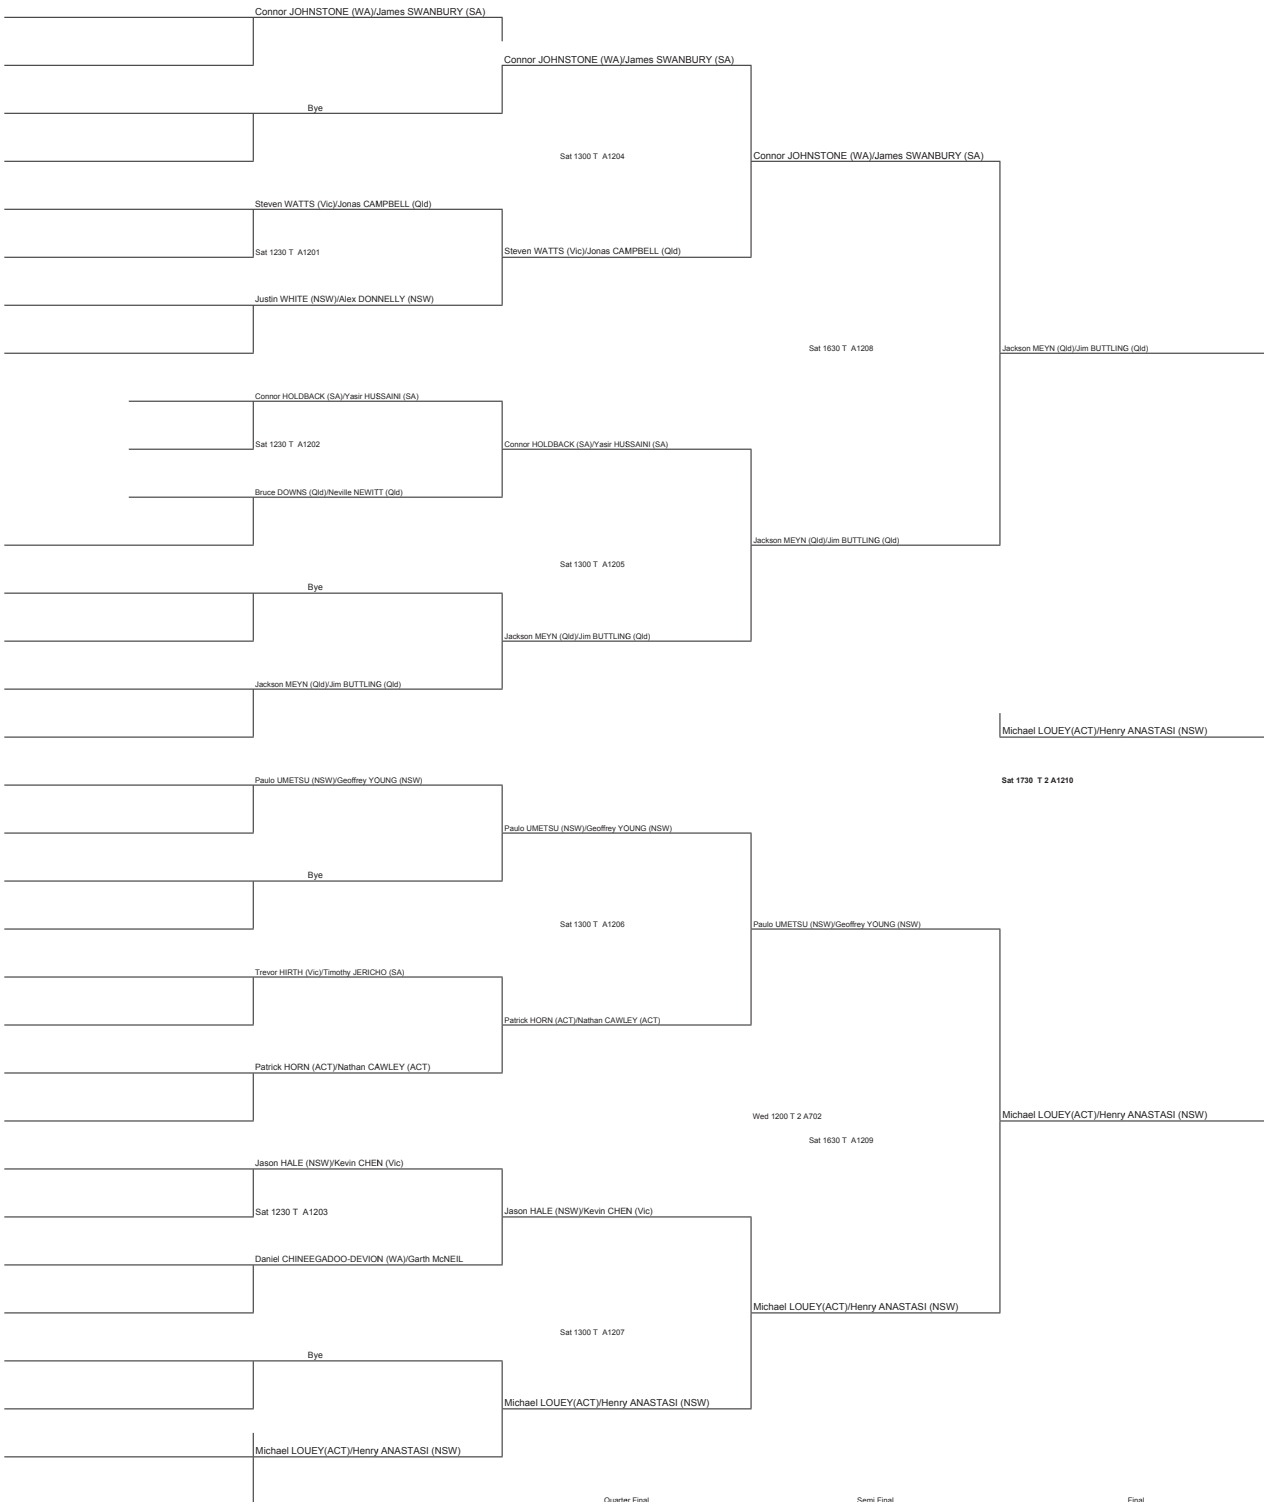 Connor JOHNSTONE (WA)/James SWANBURY (SA)
Connor JOHNSTONE (WA)/James SWANBURY (SA)
Bye
Sat 1300 T A1204
Connor JOHNSTONE (WA)/James SWANBURY (SA)
Steven WATTS (Vic)/Jonas CAMPBELL (Qld)
Sat 1230 T A1201
Steven WATTS (Vic)/Jonas CAMPBELL (Qld)
Justin WHITE (NSW)/Alex DONNELLY (NSW)
Sat 1630 T A1208
Jackson MEYN (Qld)/Jim BUTTLING (Qld)
Connor HOLDBACK (SA)/Yasir HUSSAINI (SA)
Sat 1230 T A1202
Connor HOLDBACK (SA)/Yasir HUSSAINI (SA)
Bruce DOWNS (Qld)/Neville NEWITT (Qld)
Jackson MEYN (Qld)/Jim BUTTLING (Qld)
Sat 1300 T A1205
Bye
Jackson MEYN (Qld)/Jim BUTTLING (Qld)
Jackson MEYN (Qld)/Jim BUTTLING (Qld)
Michael LOUEY(ACT)/Henry ANASTASI (NSW)
Paulo UMETSU (NSW)/Geoffrey YOUNG (NSW)
Sat 1730 T 2 A1210
Paulo UMETSU (NSW)/Geoffrey YOUNG (NSW)
Bye
Sat 1300 T A1206
Paulo UMETSU (NSW)/Geoffrey YOUNG (NSW)
Trevor HIRTH (Vic)/Timothy JERICHO (SA)
Patrick HORN (ACT)/Nathan CAWLEY (ACT)
Patrick HORN (ACT)/Nathan CAWLEY (ACT)
Wed 1200 T 2 A702
Michael LOUEY(ACT)/Henry ANASTASI (NSW)
Sat 1630 T A1209
Jason HALE (NSW)/Kevin CHEN (Vic)
Sat 1230 T A1203
Jason HALE (NSW)/Kevin CHEN (Vic)
Daniel CHINEEGADOO-DEVION (WA)/Garth McNEIL
Michael LOUEY(ACT)/Henry ANASTASI (NSW)
Sat 1300 T A1207
Bye
Michael LOUEY(ACT)/Henry ANASTASI (NSW)
Michael LOUEY(ACT)/Henry ANASTASI (NSW)
Quarter Final
Semi Final
Final